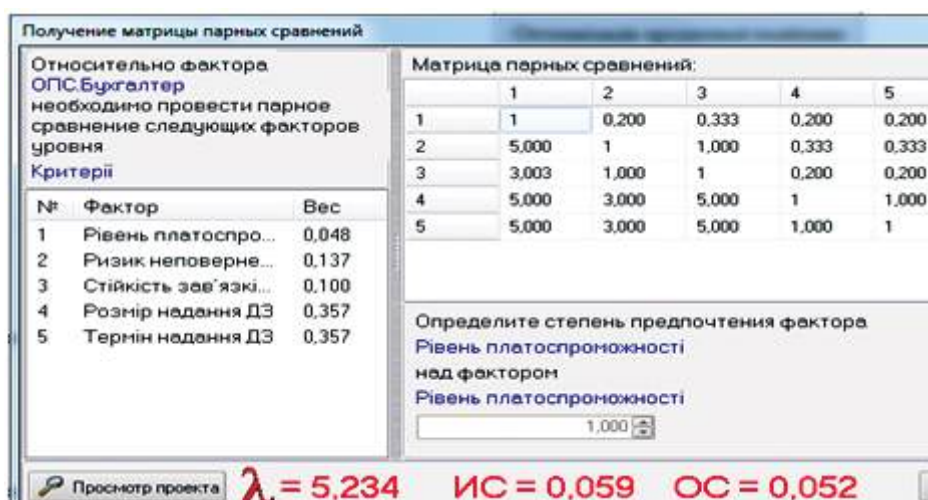 Получение матрицы парных сравнений
Относительно фактора
ОПС.Бухгалтер
необходимо провести парное
сравнение следующих факторов
уровня
Критерії
№ Фактор Вес
1 Рівень платоспро... 0,048
2 Ризик неповерне... 0,137
3 Стійкість зав'язкі... 0,100
4 Розмір надання ДЗ 0,357
5 Термін надання ДЗ 0,357
Матрица парных сравнений:
1 2 3 4 5
1 1 0,200 0,333 0,200 0,200
2 5,000 1 1,000 0,333 0,333
3 3,003 1,000 1 0,200 0,200
4 5,000 3,000 5,000 1 1,000
5 5,000 3,000 5,000 1,000 1
Определите степень предпочтения фактора
Рівень платоспроможності
над фактором
Рівень платоспроможності
1,000
Просмотр проекта λ = 5,234 ИС = 0,059 ОС = 0,052